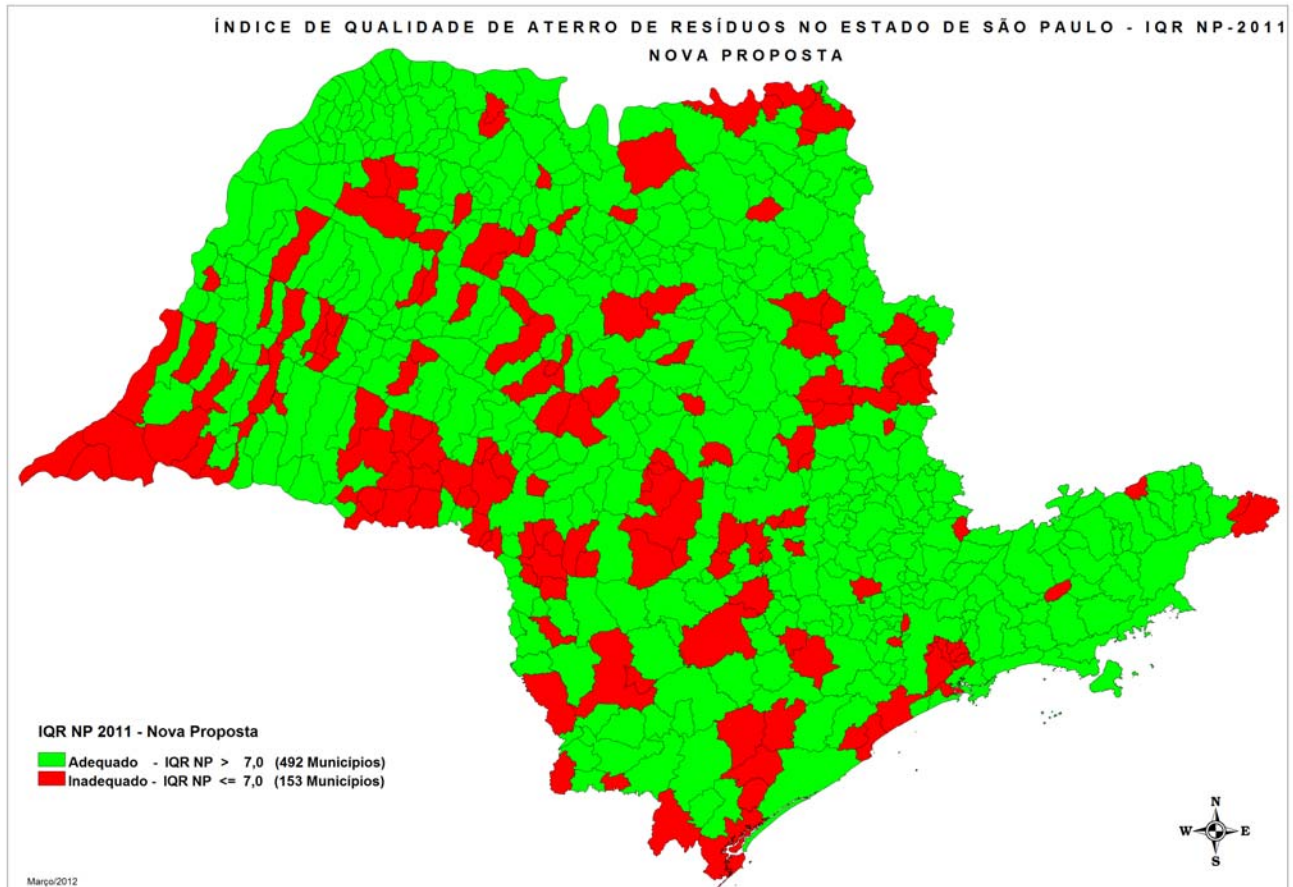 ÍNDICE DE QUALIDADE DE ATERRO DE RESÍDUOS NO ESTADO DE SÃO PAULO - IQR NP-2011
NOVA PROPOSTA
IQR NP 2011 - Nova Proposta
Adequado - IQR NP > 7,0 (492 Municípios)
Inadequado - IQR NP <= 7,0 (153 Municípios)
N
W E
S
Março/2012